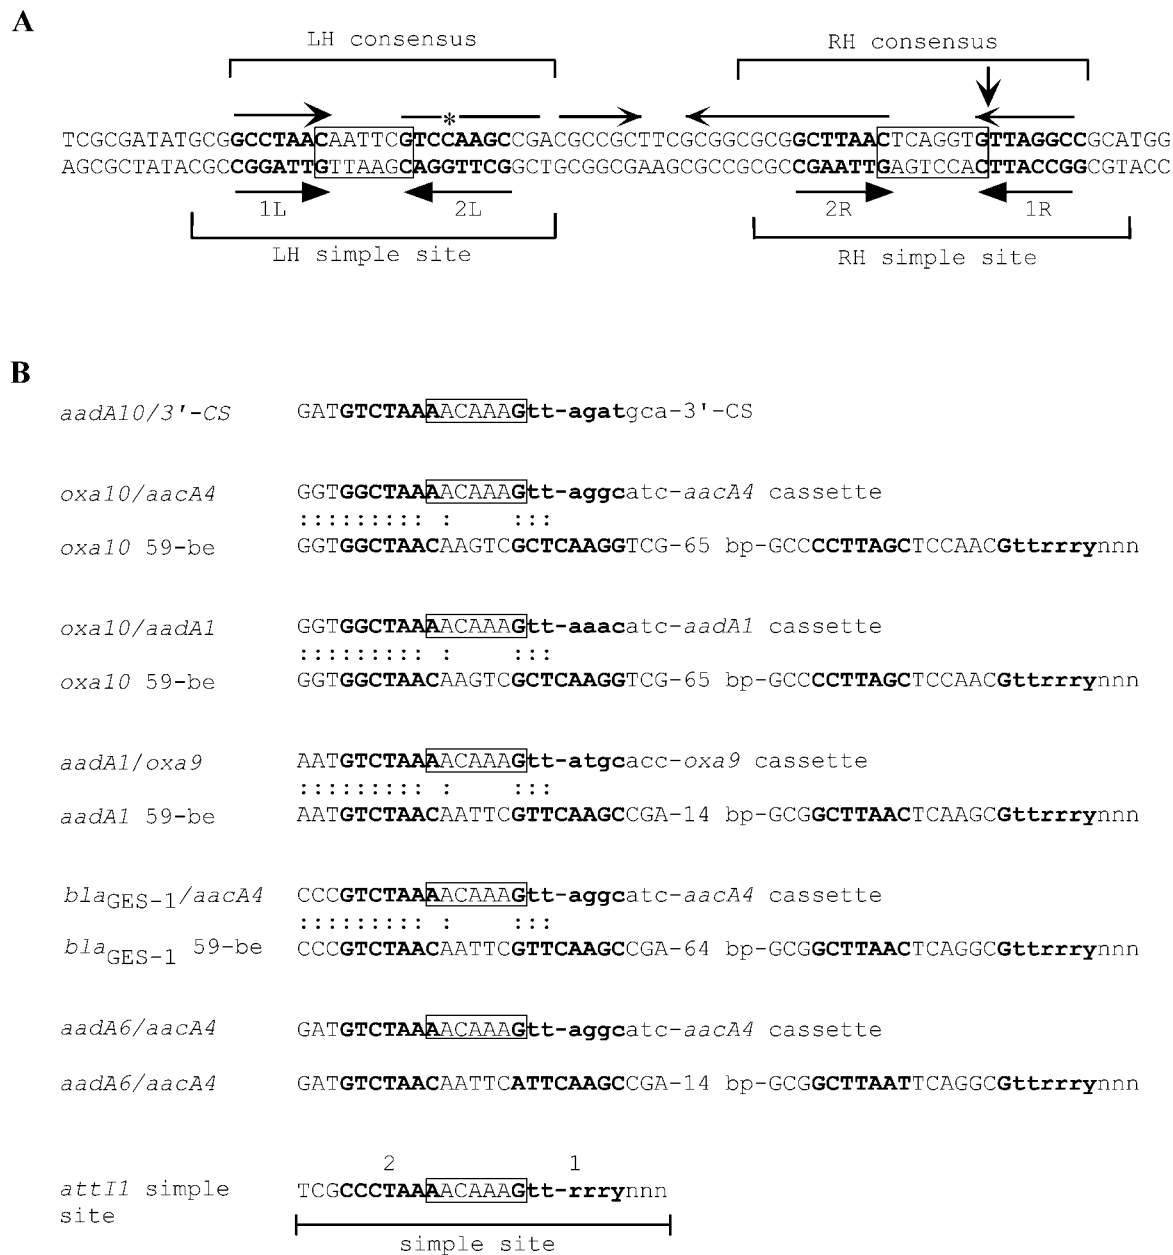 A
LH consensus RH consensus
*
TCGCGATATGCGGCCTAACAATTCGTCCAAGCCGACGCCGCTTCGCGGCGCGGCTTAACTCAGGTGTTAGGCCGCATGG
AGCGCTATACGCCGGATTGTTAAGCAGGTTCGGCTGCGGCGAAGCGCCGCGCCGAATTGAGTCCACTTACCGGCGTACC
1L 2L 2R 1R
LH simple site RH simple site
B
aadA10/3'-CS GATGTCTAAAACAAAGtt-agatgca-3'-CS
oxa10/aacA4 GGTGGCTAAAACAAAGtt-aggcatc-aacA4 cassette
::::::::: : :::
oxa10 59-be GGTGGCTAACAAGTCGCTCAAGGTCG-65 bp-GCCCCTTAGCTCCAACGttrrrynnn
oxa10/aadA1 GGTGGCTAAAACAAAGtt-aaacatc-aadA1 cassette
::::::::: : :::
oxa10 59-be GGTGGCTAACAAGTCGCTCAAGGTCG-65 bp-GCCCCTTAGCTCCAACGttrrrynnn
aadA1/oxa9 AATGTCTAAAACAAAGtt-atgcacc-oxa9 cassette
::::::::: : :::
aadA1 59-be AATGTCTAACAATTCGTTCAAGCCGA-14 bp-GCGGCTTAACTCAAGCGttrrrynnn
blaGES-1/aacA4 CCCGTCTAAAACAAAGtt-aggcatc-aacA4 cassette
::::::::: : :::
blaGES-1 59-be CCCGTCTAACAATTCGTTCAAGCCGA-64 bp-GCGGCTTAACTCAGGCGttrrrynnn
aadA6/aacA4 GATGTCTAAAACAAAGtt-aggcatc-aacA4 cassette
aadA6/aacA4 GATGTCTAACAATTCATTCAAGCCGA-14 bp-GCGGCTTAATTCAGGCGttrrrynnn
2 1
attI1 simple TCGCCCTAAAACAAAGtt-rrrynnn
site
simple site